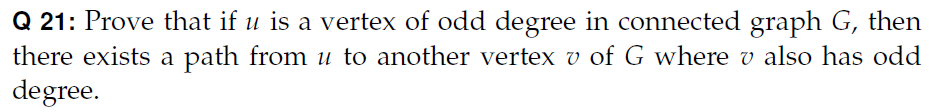 Q 21: Prove that if u is a vertex of odd degree in connected graph G, then
there exists a path from u to another vertex v of G where v also has odd
degree.